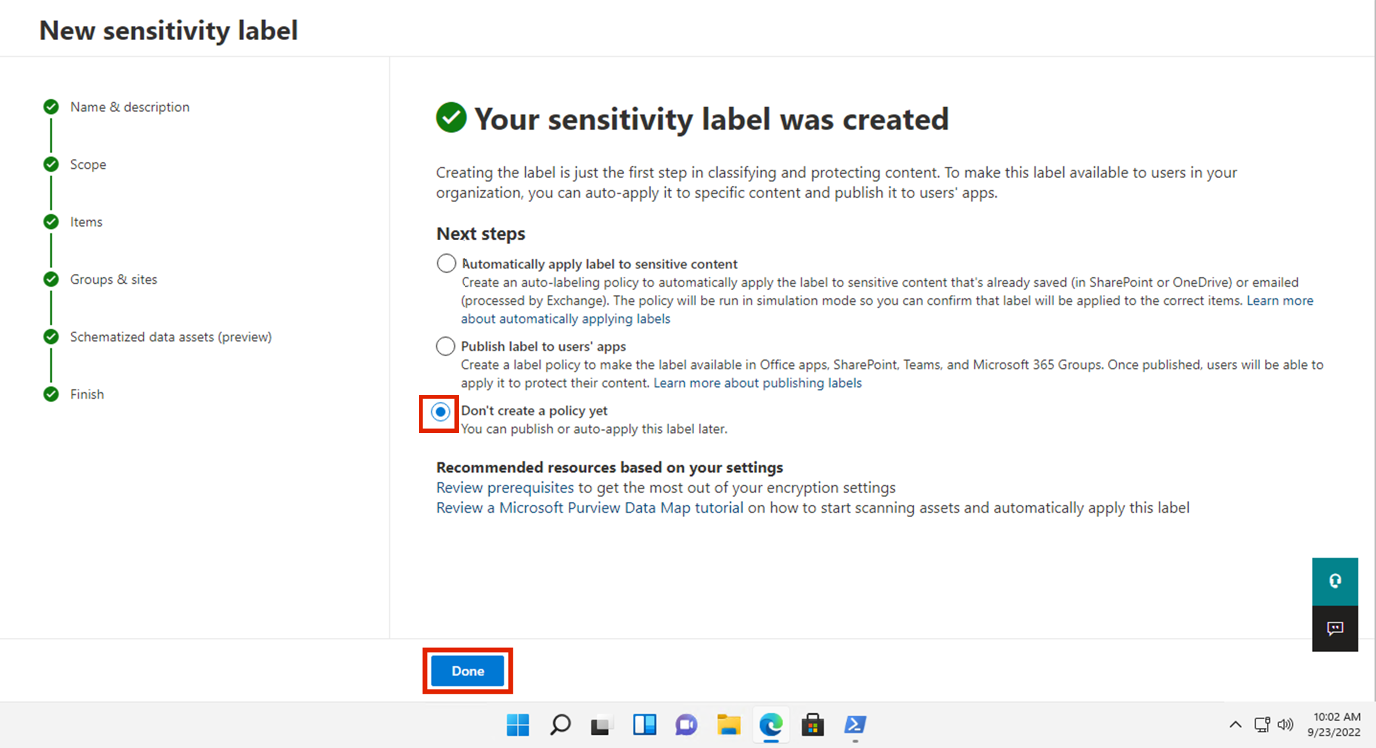 New sensitivity label
Name & description
Scope
Items
Groups & sites
Schematized data assets (preview)
Finish
Your sensitivity label was created
Creating the label is just the first step in classifying and protecting content. To make this label available to users in your
organization, you can auto-apply it to specific content and publish it to users' apps.
Next steps
Automatically apply label to sensitive content
Create an auto-labeling policy to automatically apply the label to sensitive content that's already saved (in SharePoint or OneDrive) or emailed
(processed by Exchange). The policy will be run in simulation mode so you can confirm that label will be applied to the correct items. Learn more
about automatically applying labels
Publish label to users' apps
Create a label policy to make the label available in Office apps, SharePoint, Teams, and Microsoft 365 Groups. Once published, users will be able to
apply it to protect their content. Learn more about publishing labels
Don't create a policy yet
You can publish or auto-apply this label later.
Recommended resources based on your settings
Review prerequisites to get the most out of your encryption settings
Review a Microsoft Purview Data Map tutorial on how to start scanning assets and automatically apply this label
Done
10:02 AM
9/23/2022